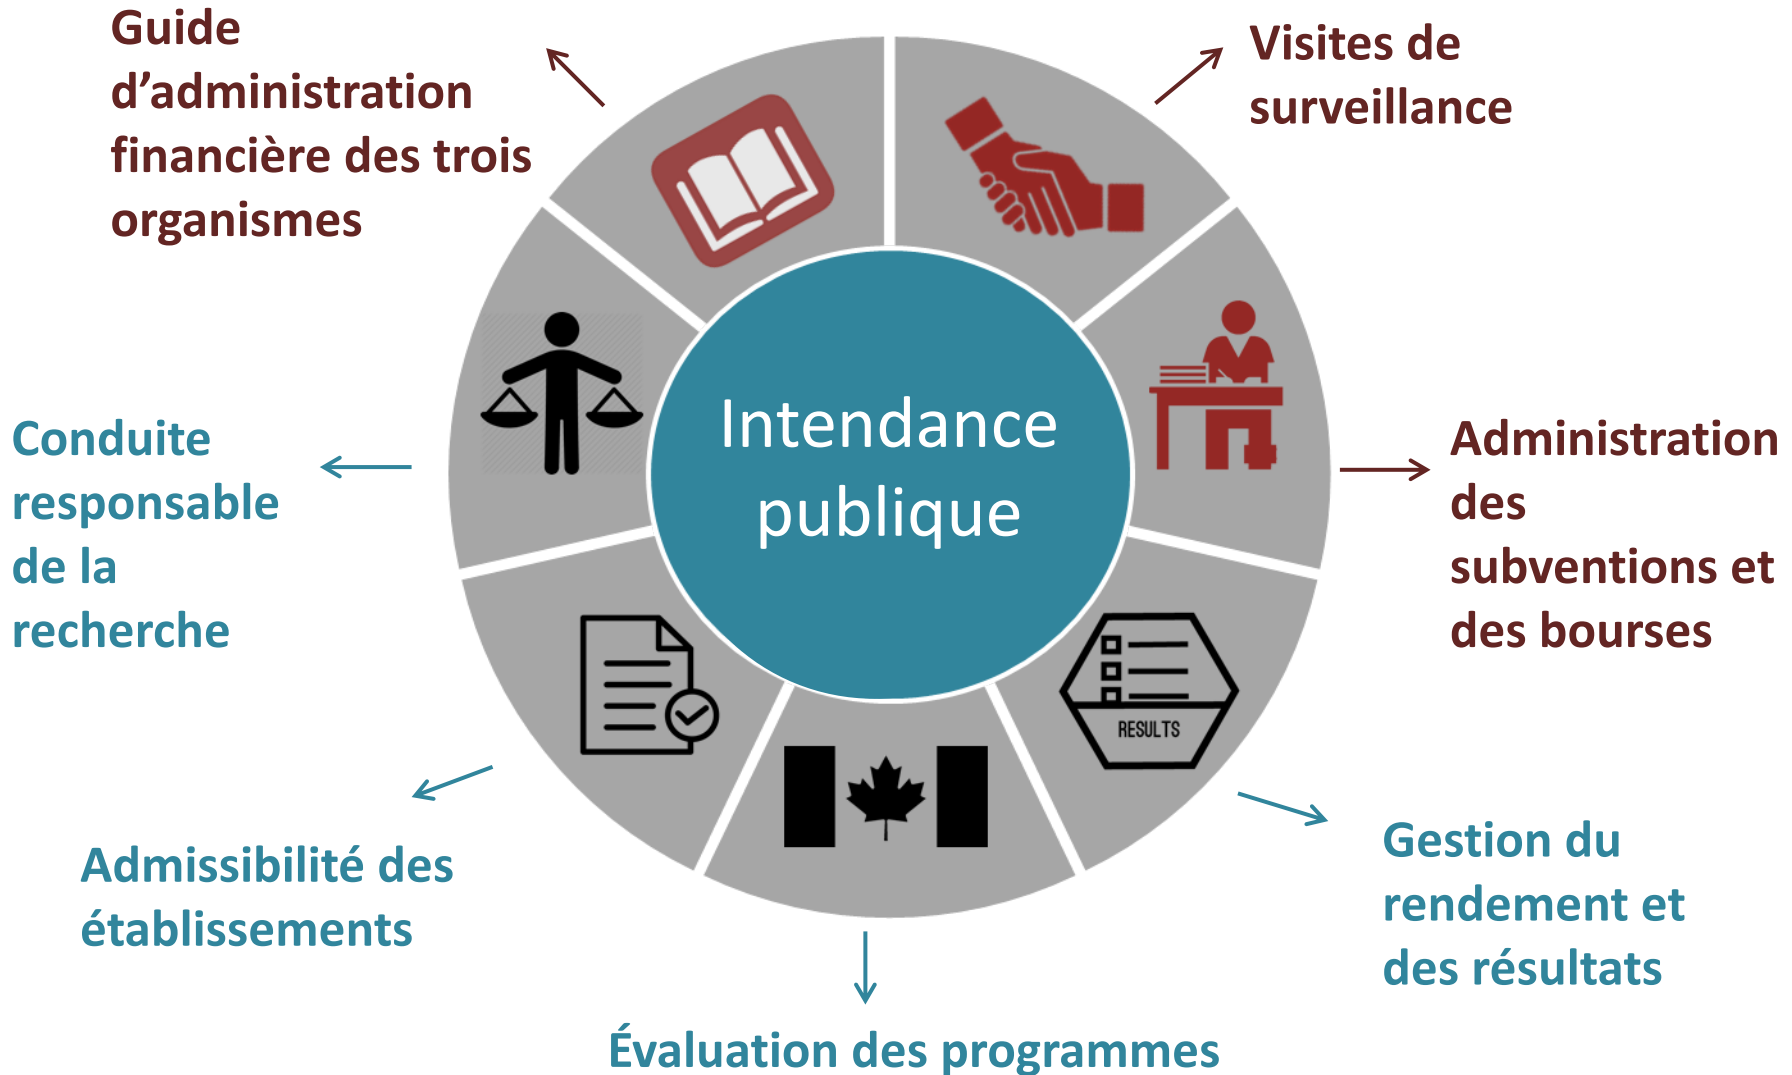 Guide
d’administration
financière des trois
organismes
Visites de
surveillance
Intendance
publique
Conduite
responsable
de la
recherche
Administration
des
subventions et
des bourses
RESULTS
Admissibilité des
établissements
Gestion du
rendement et
des résultats
Évaluation des programmes